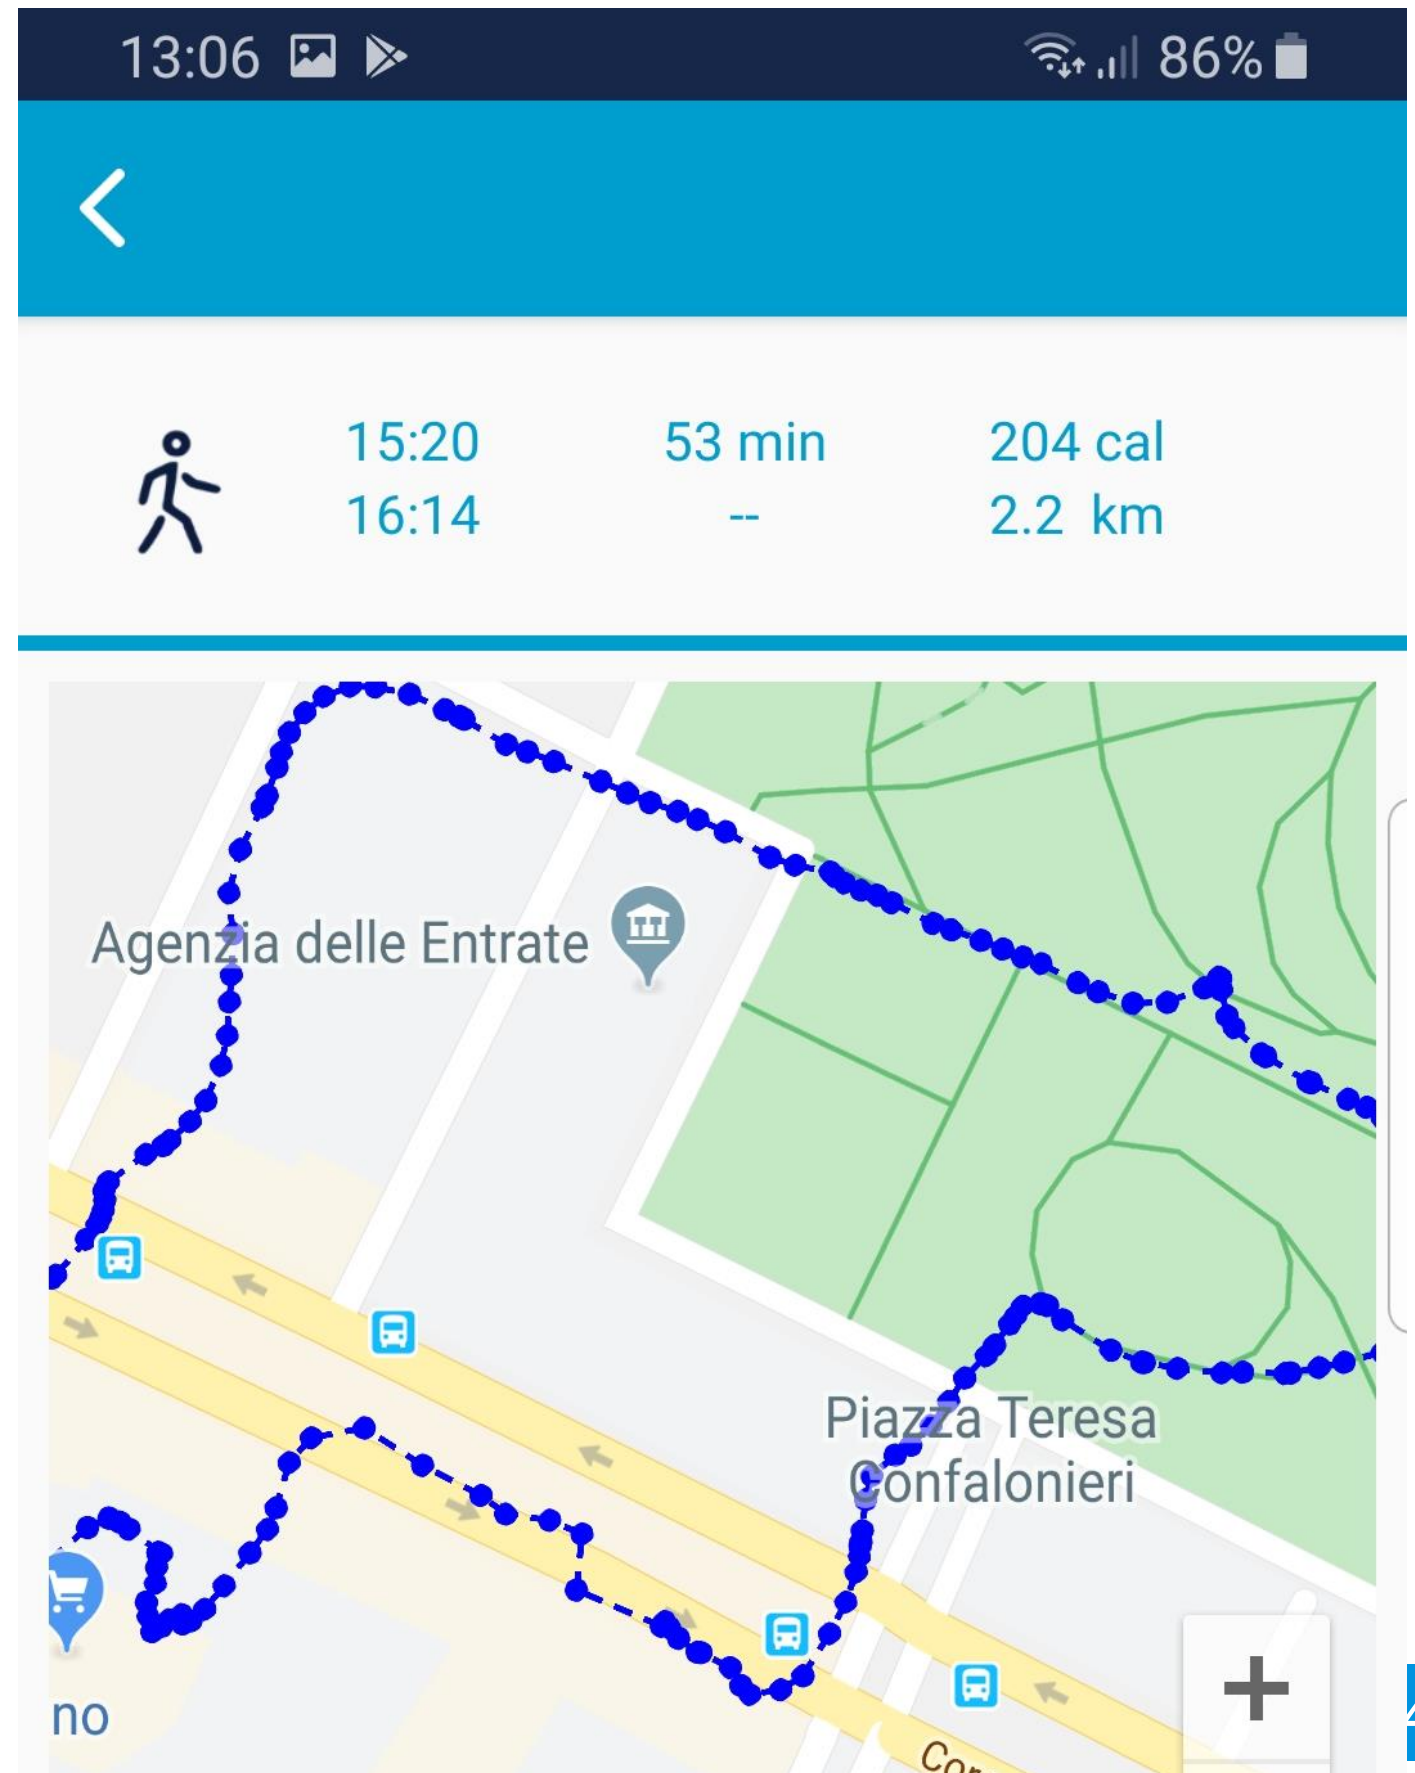 13:06
86%
15:20 53 min 204 cal
16:14 -- 2.2 km
Agenzia delle Entrate
Piazza Teresa
Confalonieri
no